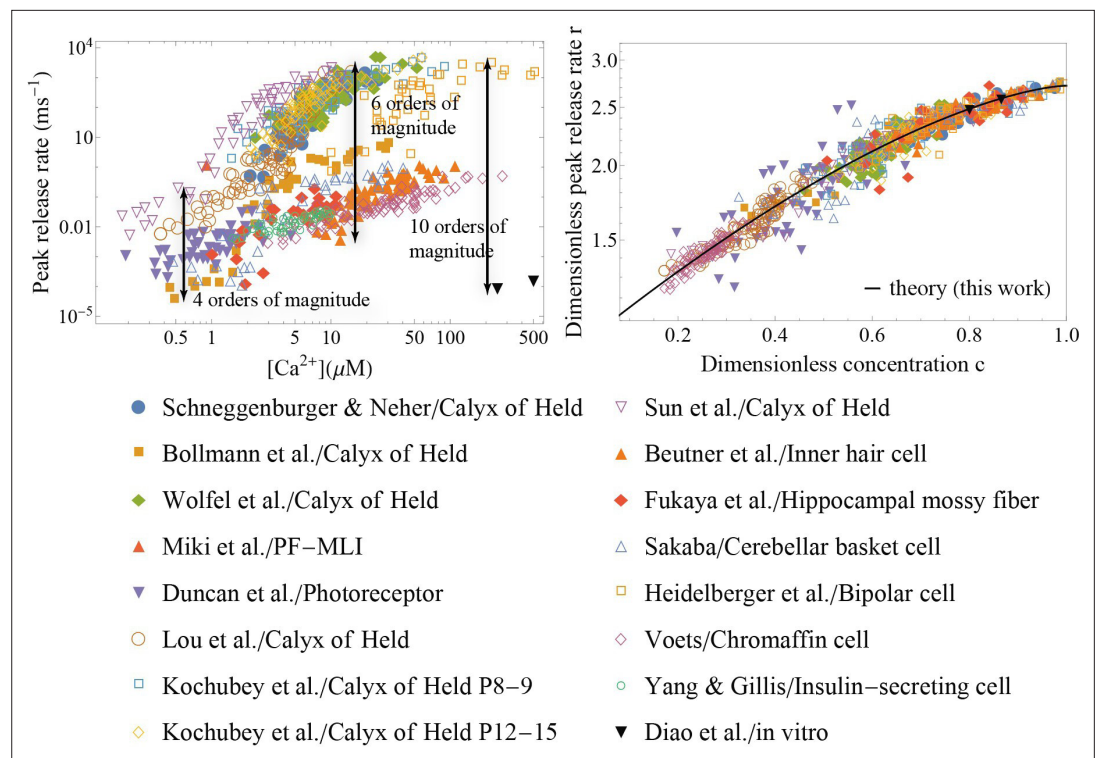 10⁴
10
0.01
10⁻⁵
Peak release rate (ms⁻¹)
6 orders of
magnitude
10 orders of
magnitude
4 orders of magnitude
0.5 1 5 10 50 100 500
[Ca²⁺](μM)
3.0
2.5
2.0
1.5
Dimensionless peak release rate r
theory (this work)
0.2 0.4 0.6 0.8 1.0
Dimensionless concentration c
Schneggenburger & Neher/Calyx of Held
Bollmann et al./Calyx of Held
Wolfel et al./Calyx of Held
Miki et al./PF−MLI
Duncan et al./Photoreceptor
Lou et al./Calyx of Held
Kochubey et al./Calyx of Held P8−9
Kochubey et al./Calyx of Held P12−15
Sun et al./Calyx of Held
Beutner et al./Inner hair cell
Fukaya et al./Hippocampal mossy fiber
Sakaba/Cerebellar basket cell
Heidelberger et al./Bipolar cell
Voets/Chromaffin cell
Yang & Gillis/Insulin−secreting cell
Diao et al./in vitro